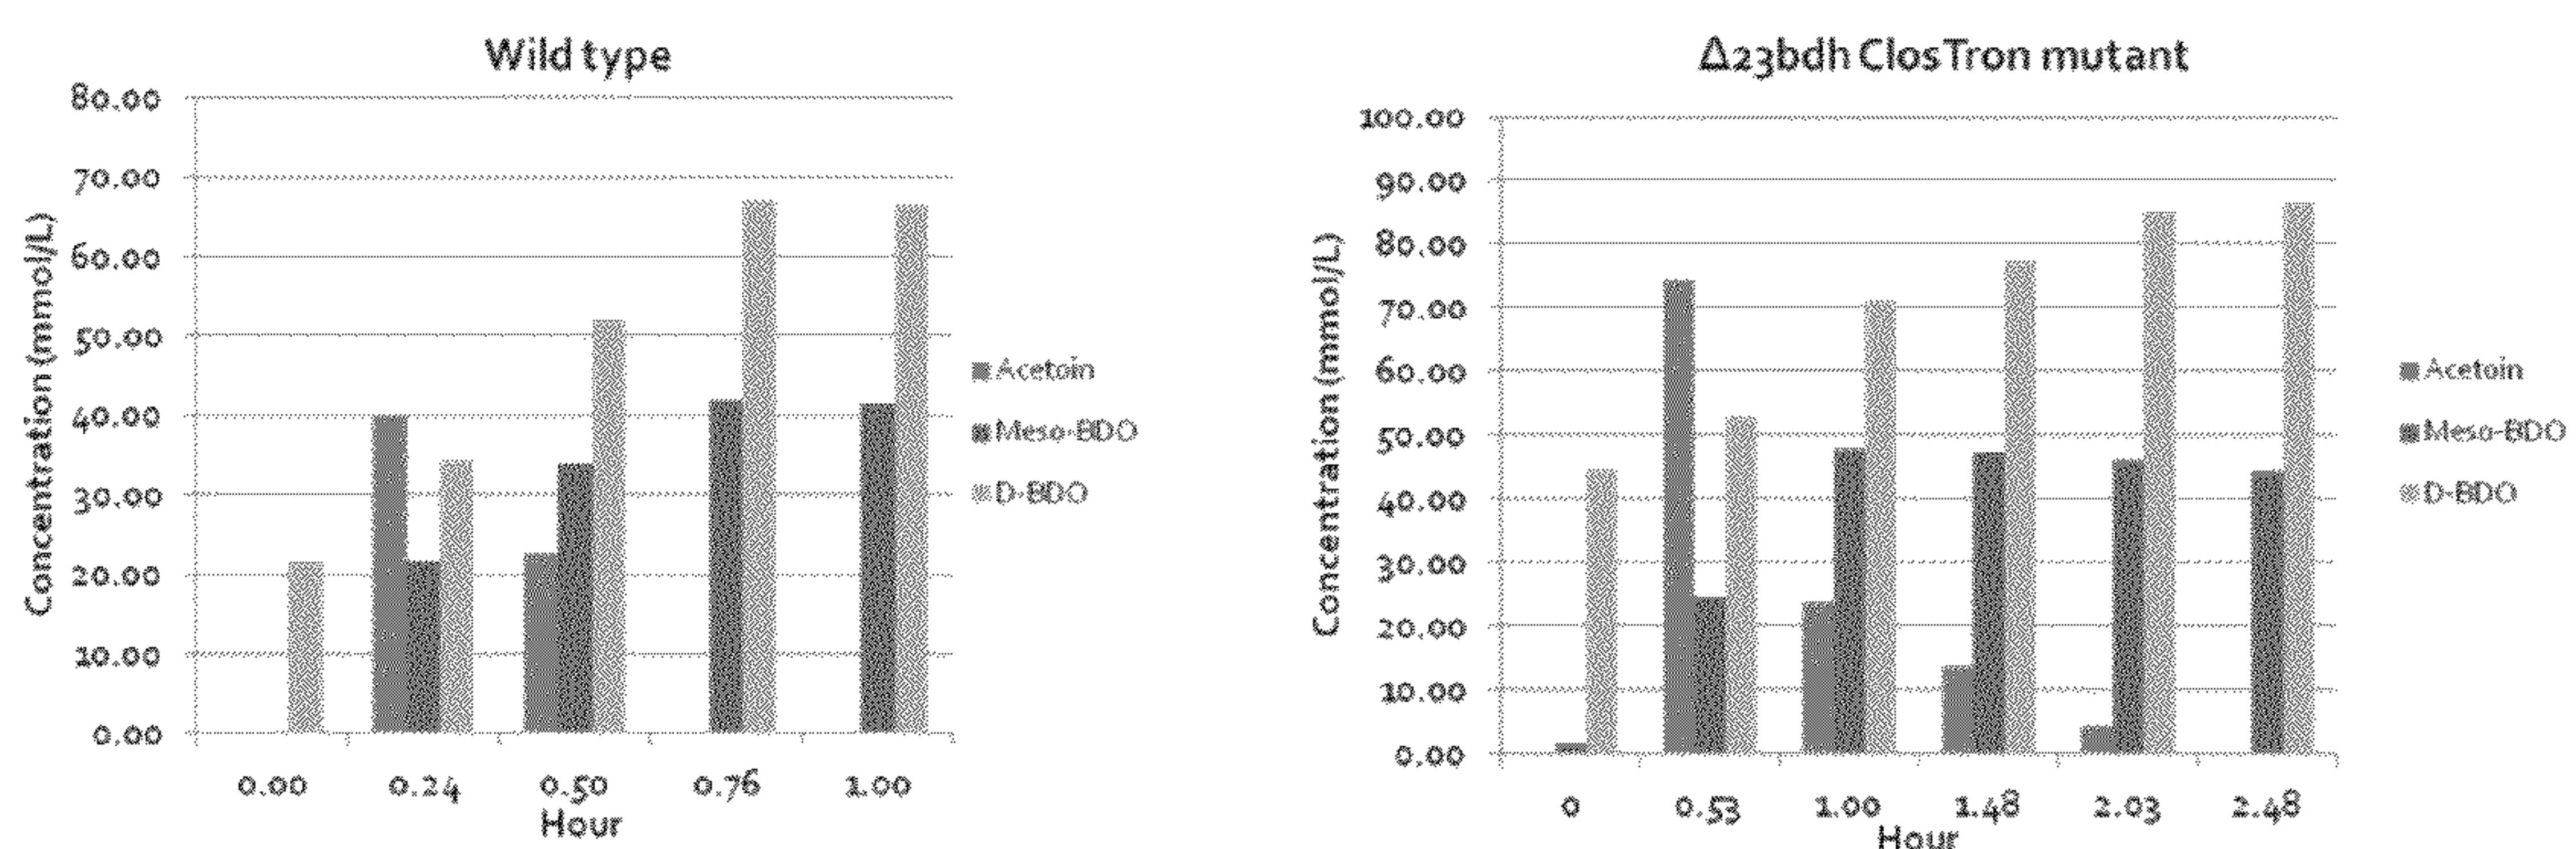 Wild type
80.00
70.00
60.00
50.00
40.00
30.00
20.00
10.00
0.00
Concentration (mmol/L)
0.00 0.24 0.50 0.76 1.00
Hour
Acetoin
Meso-BDO
D-BDO
Δ23bdh ClosTron mutant
100.00
90.00
80.00
70.00
60.00
50.00
40.00
30.00
20.00
10.00
0.00
Concentration (mmol/L)
0 0.53 1.00 1.48 2.03 2.48
Hour
Acetoin
Meso-BDO
D-BDO